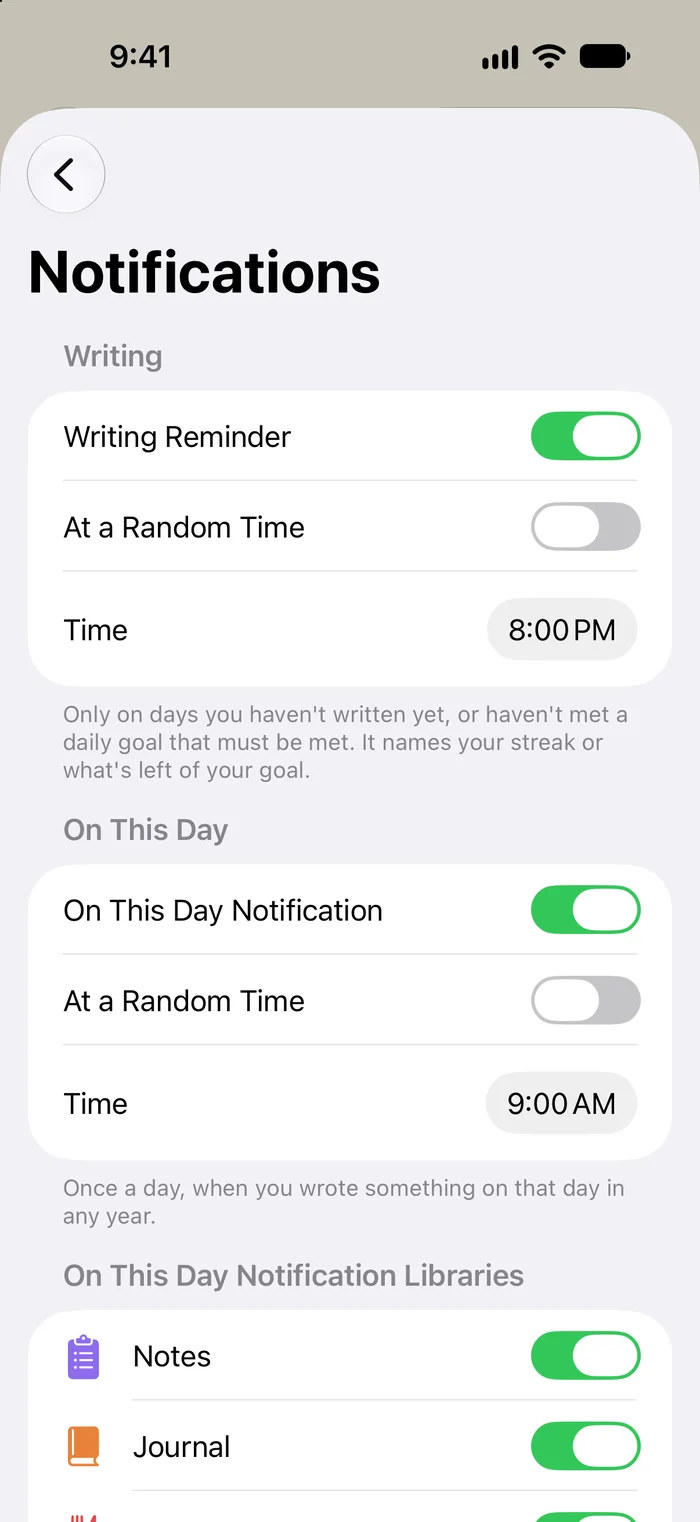 9:41
Notifications
Writing
Writing Reminder
At a Random Time
Time
8:00 PM
Only on days you haven't written yet, or haven't met a
daily goal that must be met. It names your streak or
what's left of your goal.
On This Day
On This Day Notification
At a Random Time
Time
9:00 AM
Once a day, when you wrote something on that day in
any year.
On This Day Notification Libraries
Notes
Journal